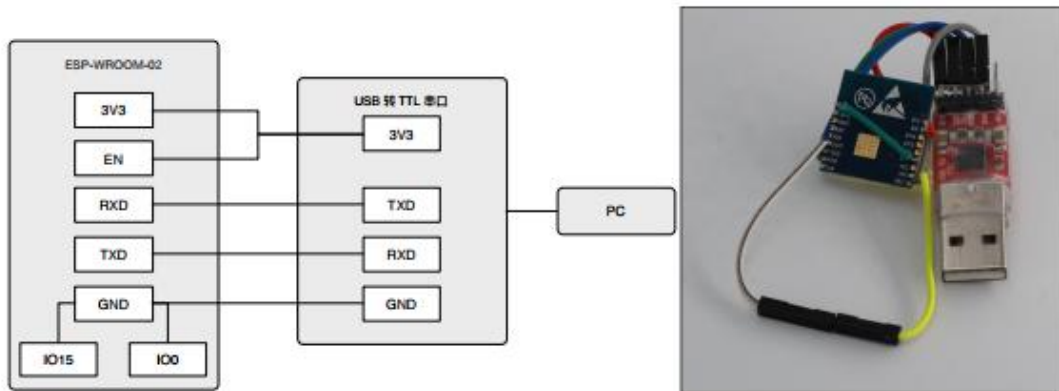 ESP-WROOM-02
3V3
EN
RXD
TXD
GND
IO15
IO0
USB 转 TTL 串口
3V3
TXD
RXD
GND
PC